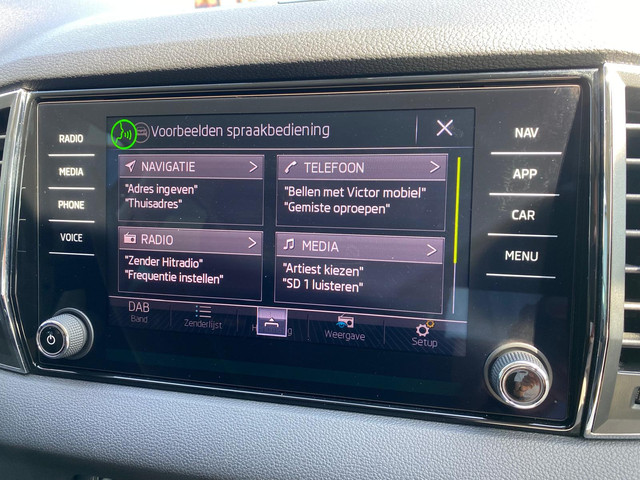 RADIO
MEDIA
PHONE
VOICE
Voorbeelden spraakbediening
NAVIGATIE
"Adres ingeven"
"Thuisadres"
TELEFOON
"Bellen met Victor mobiel"
"Gemiste oproepen"
RADIO
"Zender Hitradio"
"Frequentie instellen"
MEDIA
"Artiest kiezen"
"SD 1 luisteren"
DAB
Band
Zenderlijst
Weergave
Setup
NAV
APP
CAR
MENU